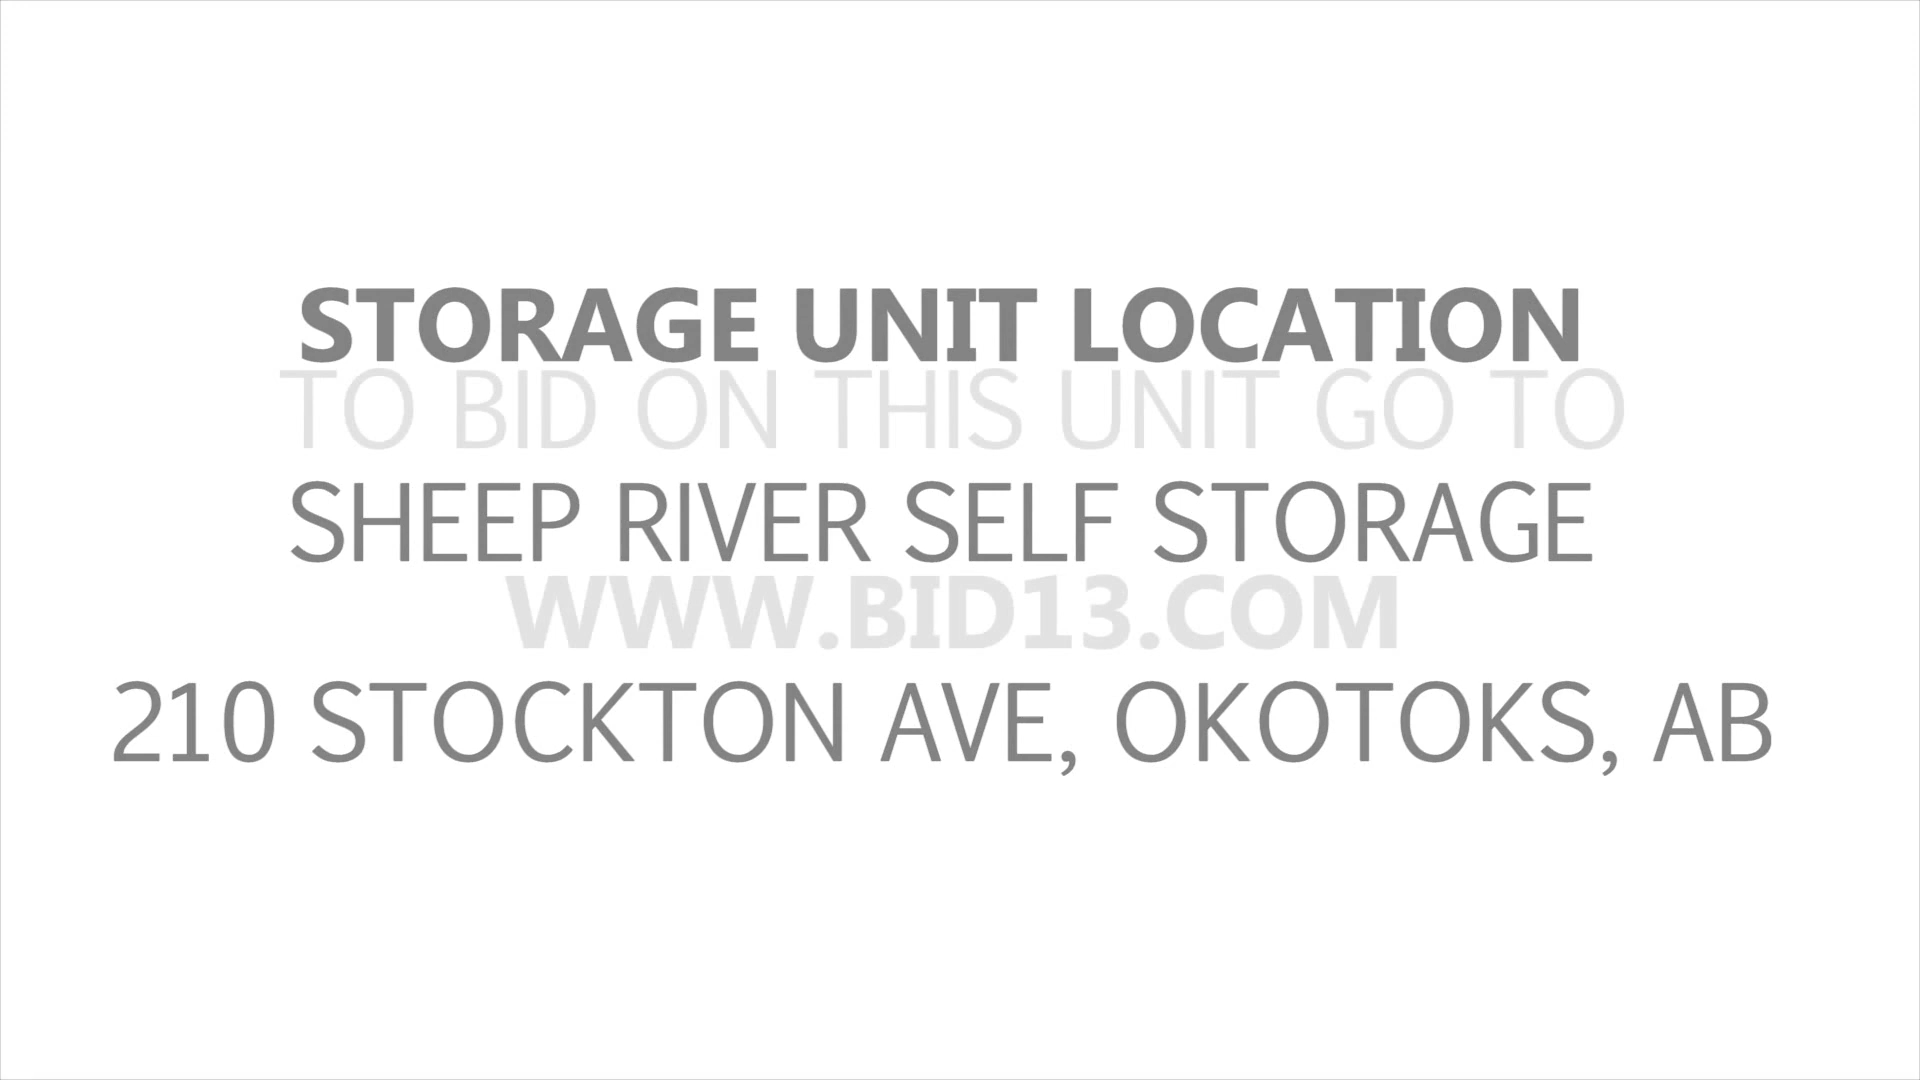 STORAGE UNIT LOCATION
TO BID ON THIS UNIT GO TO
SHEEP RIVER SELF STORAGE
WWW.BID13.COM
210 STOCKTON AVE, OKOTOKS, AB